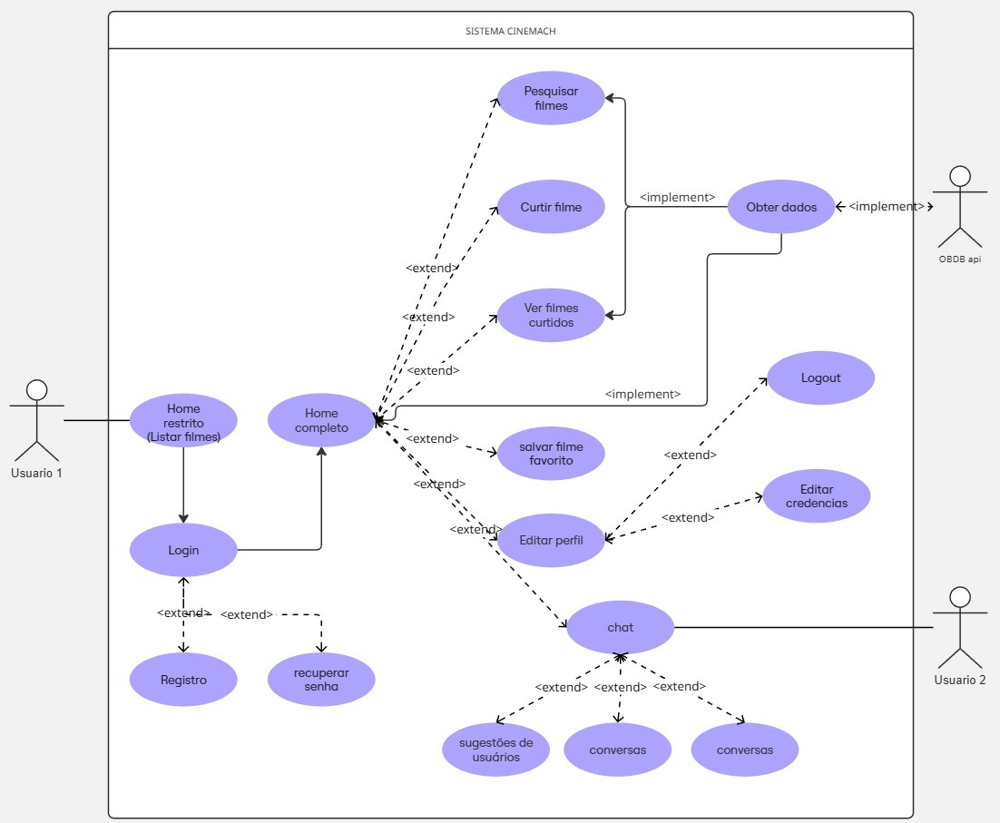 SISTEMA CINEMACH
Pesquisar
filmes
<implement>
Curtir filme
Obter dados
<implement>
OBDB api
<extend>
<extend>
Ver filmes
curtidos
<extend>
Logout
<implement>
Home
restrito
(Listar filmes)
Home
completo
Usuario 1
<extend>
salvar filme
favorito
<extend>
<extend>
Editar
credencias
<extend>
<extend>
Editar perfil
Login
<extend>
<extend>
chat
Registro
recuperar
senha
Usuario 2
<extend>
<extend>
<extend>
sugestões de
usuários
conversas
conversas